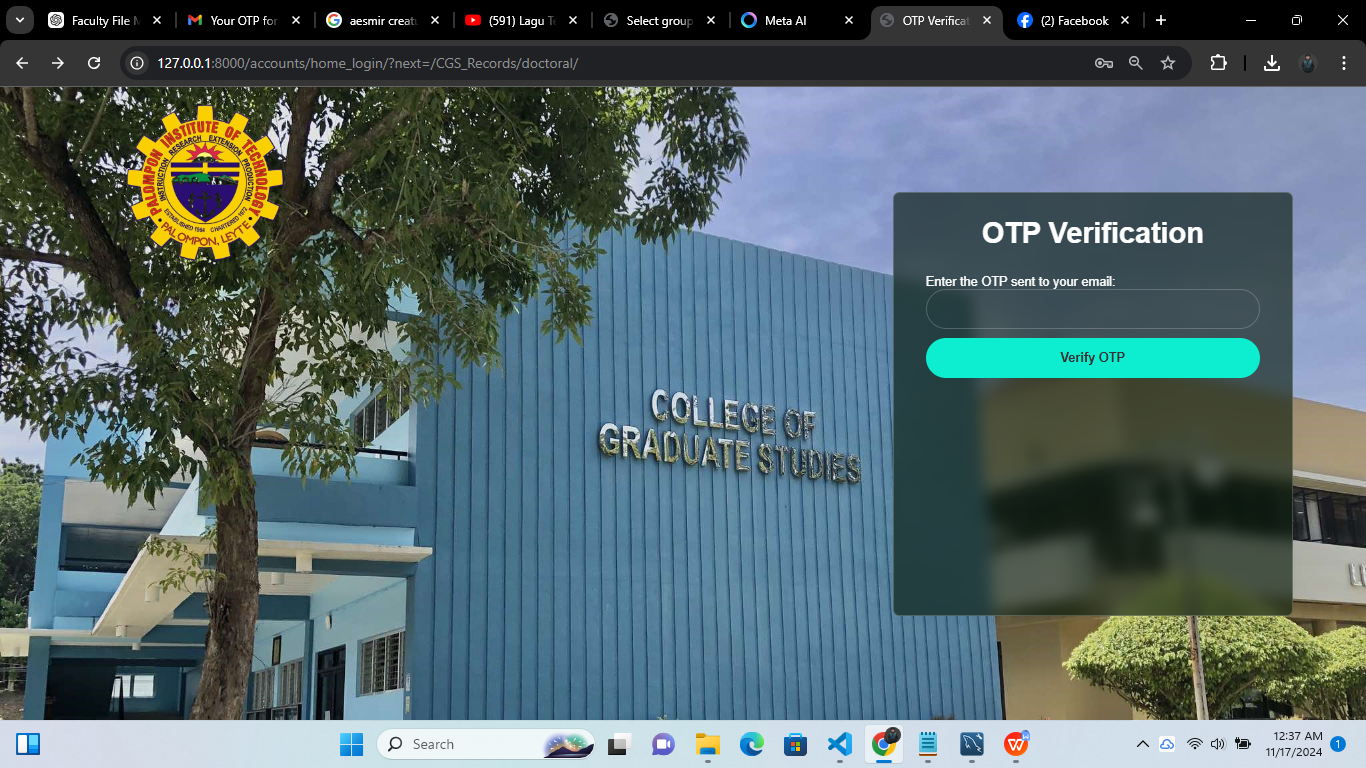 Faculty File M
Your OTP for
aesmir creatu
(591) Lagu Te
Select group
Meta AI
OTP Verificat
(2) Facebook
127.0.0.1:8000/accounts/home_login/?next=/CGS_Records/doctoral/
PALOMPON INSTITUTE OF TECHNOLOGY
INSTRUCTION RESEARCH EXTENSION PRODUCTION
ESTABLISHED 1964 CHARTERED 1972
PALOMPON, LEYTE
OTP Verification
Enter the OTP sent to your email:
Verify OTP
COLLEGE OF
GRADUATE STUDIES
Search
12:37 AM
11/17/2024
1